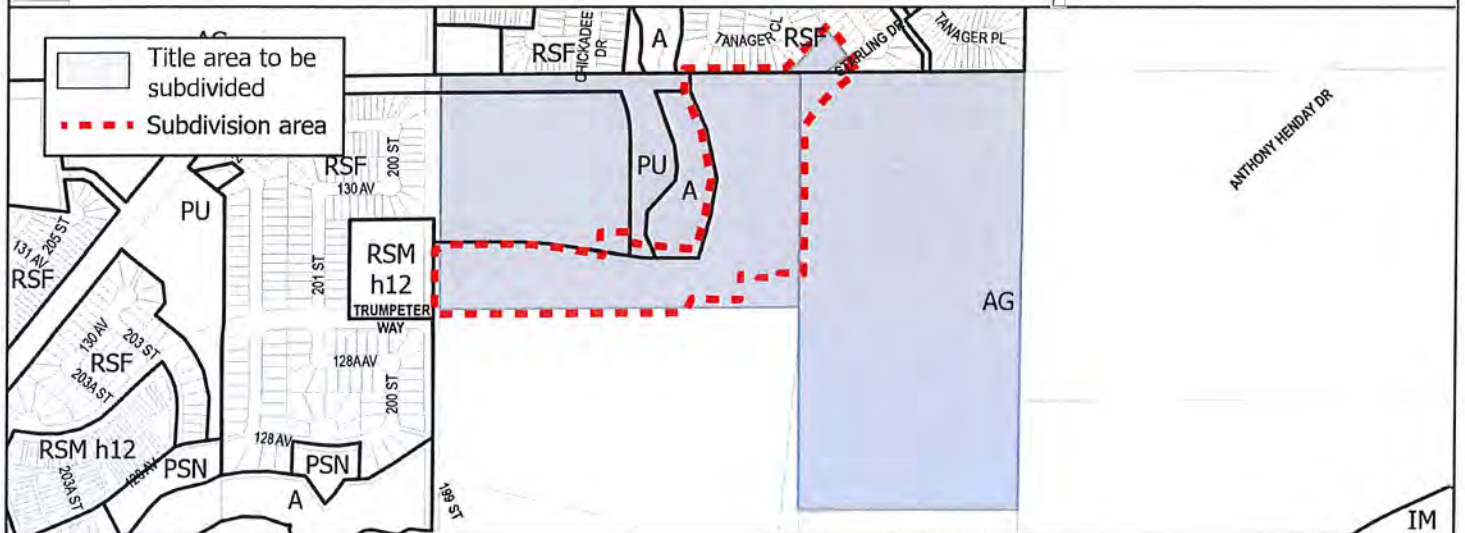 AG
Title area to be
subdivided
Subdivision area
RSF
CHICKADEE
DR
A
TANAGER CL
RSF
STARLING DR
TANAGER PL
ANTHONY HENDAY DR
RSF
200 ST
130 AV
PU
PU
A
131 AV
205 ST
RSF
201 ST
RSM
h12
TRUMPETER
WAY
AG
130 AV
203 ST
RSF
203A ST
128A AV
200 ST
RSM h12
128 AV
203A ST
PSN
128 AV
PSN
A
199 ST
IM